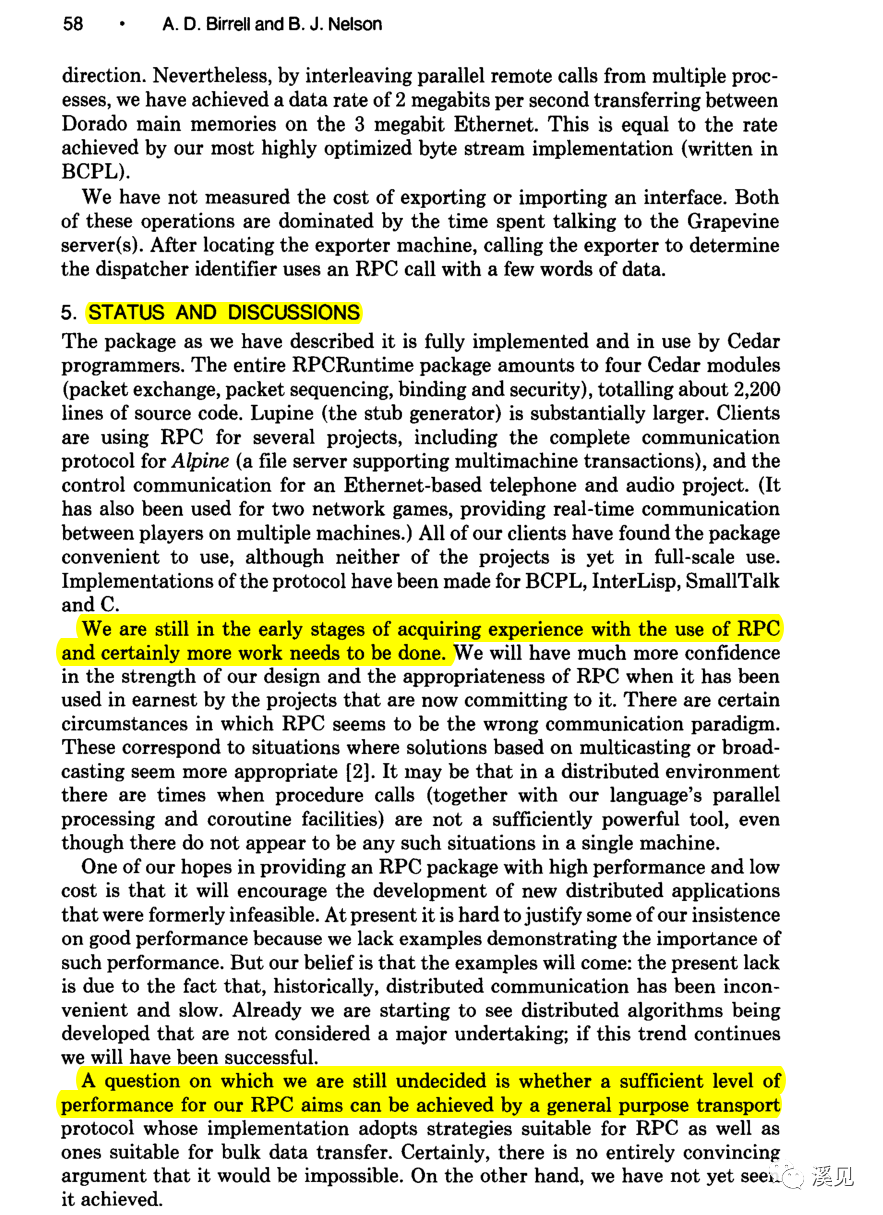 58 • A. D. Birrell and B. J. Nelson
direction. Nevertheless, by interleaving parallel remote calls from multiple proc-
esses, we have achieved a data rate of 2 megabits per second transferring between
Dorado main memories on the 3 megabit Ethernet. This is equal to the rate
achieved by our most highly optimized byte stream implementation (written in
BCPL).
We have not measured the cost of exporting or importing an interface. Both
of these operations are dominated by the time spent talking to the Grapevine
server(s). After locating the exporter machine, calling the exporter to determine
the dispatcher identifier uses an RPC call with a few words of data.
5. STATUS AND DISCUSSIONS
The package as we have described it is fully implemented and in use by Cedar
programmers. The entire RPCRuntime package amounts to four Cedar modules
(packet exchange, packet sequencing, binding and security), totalling about 2,200
lines of source code. Lupine (the stub generator) is substantially larger. Clients
are using RPC for several projects, including the complete communication
protocol for Alpine (a file server supporting multimachine transactions), and the
control communication for an Ethernet-based telephone and audio project. (It
has also been used for two network games, providing real-time communication
between players on multiple machines.) All of our clients have found the package
convenient to use, although neither of the projects is yet in full-scale use.
Implementations of the protocol have been made for BCPL, InterLisp, SmallTalk
and C.
We are still in the early stages of acquiring experience with the use of RPC
and certainly more work needs to be done. We will have much more confidence
in the strength of our design and the appropriateness of RPC when it has been
used in earnest by the projects that are now committing to it. There are certain
circumstances in which RPC seems to be the wrong communication paradigm.
These correspond to situations where solutions based on multicasting or broad-
casting seem more appropriate [2]. It may be that in a distributed environment
there are times when procedure calls (together with our language's parallel
processing and coroutine facilities) are not a sufficiently powerful tool, even
though there do not appear to be any such situations in a single machine.
One of our hopes in providing an RPC package with high performance and low
cost is that it will encourage the development of new distributed applications
that were formerly infeasible. At present it is hard to justify some of our insistence
on good performance because we lack examples demonstrating the importance of
such performance. But our belief is that the examples will come: the present lack
is due to the fact that, historically, distributed communication has been incon-
venient and slow. Already we are starting to see distributed algorithms being
developed that are not considered a major undertaking; if this trend continues
we will have been successful.
A question on which we are still undecided is whether a sufficient level of
performance for our RPC aims can be achieved by a general purpose transport
protocol whose implementation adopts strategies suitable for RPC as well as
ones suitable for bulk data transfer. Certainly, there is no entirely convincing
argument that it would be impossible. On the other hand, we have not yet seen
it achieved.
溪见